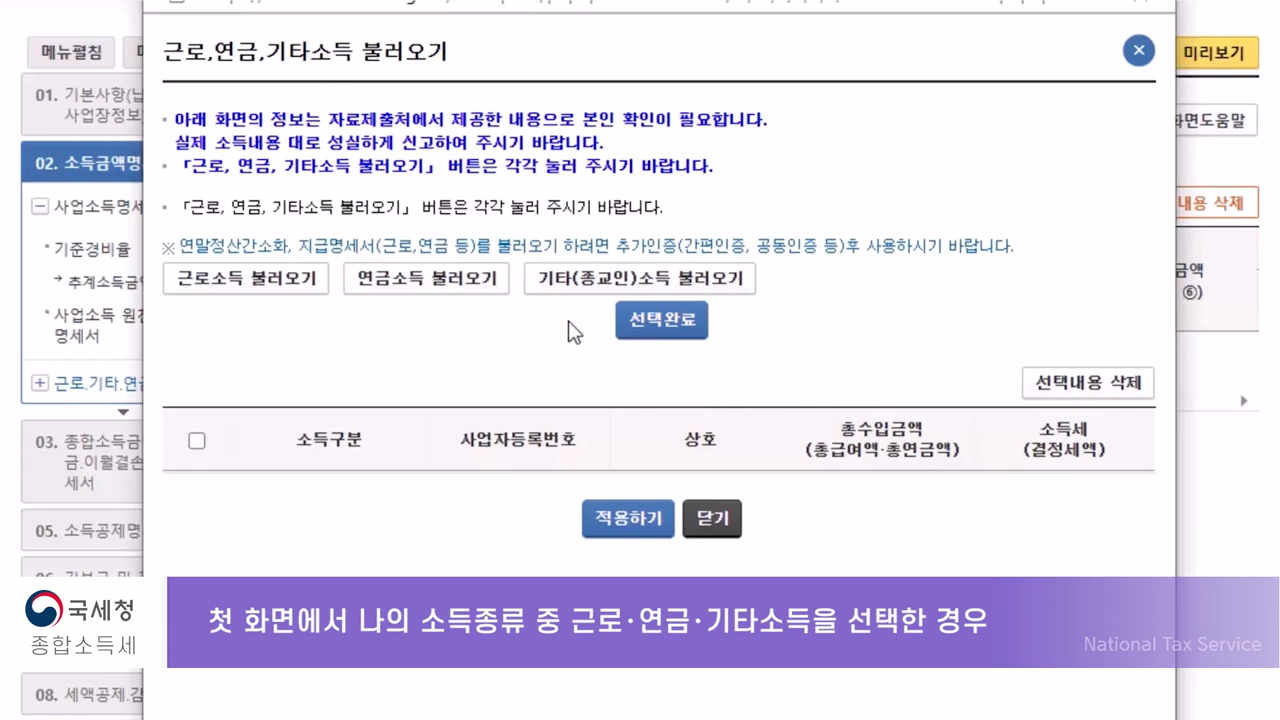 메뉴펼침
근로,연금,기타소득 불러오기
미리보기
01. 기본사항(납
사업장정보
아래 화면의 정보는 자료제출처에서 제공한 내용으로 본인 확인이 필요합니다.
실제 소득내용 대로 성실하게 신고하여 주시기 바랍니다.
「근로, 연금, 기타소득 불러오기」 버튼은 각각 눌러 주시기 바랍니다.
화면도움말
02. 소득금액명
사업소득명세
「근로, 연금, 기타소득 불러오기」 버튼은 각각 눌러 주시기 바랍니다.
내용 삭제
기준경비율
※ 연말정산간소화, 지급명세서(근로,연금 등)를 불러오기 하려면 추가인증(간편인증, 공동인증 등)후 사용하시기 바랍니다.
추계소득금
근로소득 불러오기 연금소득 불러오기 기타(종교인)소득 불러오기
금액
⑥)
사업소득 원천
명세서
선택완료
근로.기타.연금
선택내용 삭제
03. 종합소득금
금.이월결손
세서
소득구분 사업자등록번호 상호 총수입금액 소득세
(총급여액·총연금액) (결정세액)
05. 소득공제명
적용하기 닫기
국세청
종합소득세
첫 화면에서 나의 소득종류 중 근로·연금·기타소득을 선택한 경우
National Tax Service
08. 세액공제.감